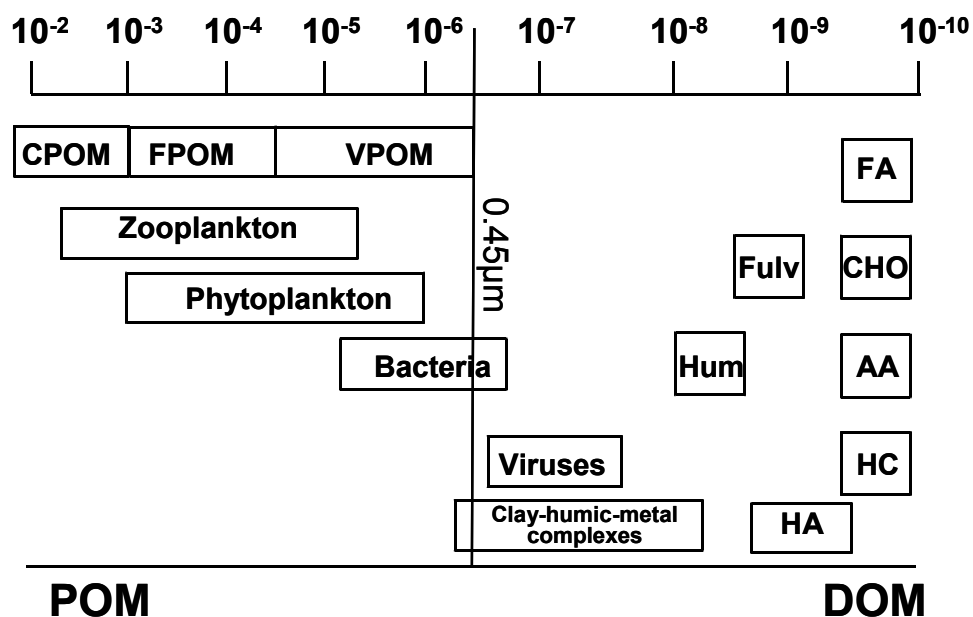 10⁻² 10⁻³ 10⁻⁴ 10⁻⁵ 10⁻⁶ 10⁻⁷ 10⁻⁸ 10⁻⁹ 10⁻¹⁰
CPOM FPOM VPOM FA
0.45µm
Zooplankton
Fulv CHO
Phytoplankton
Bacteria Hum AA
Viruses HC
Clay-humic-metal
complexes
HA
POM DOM